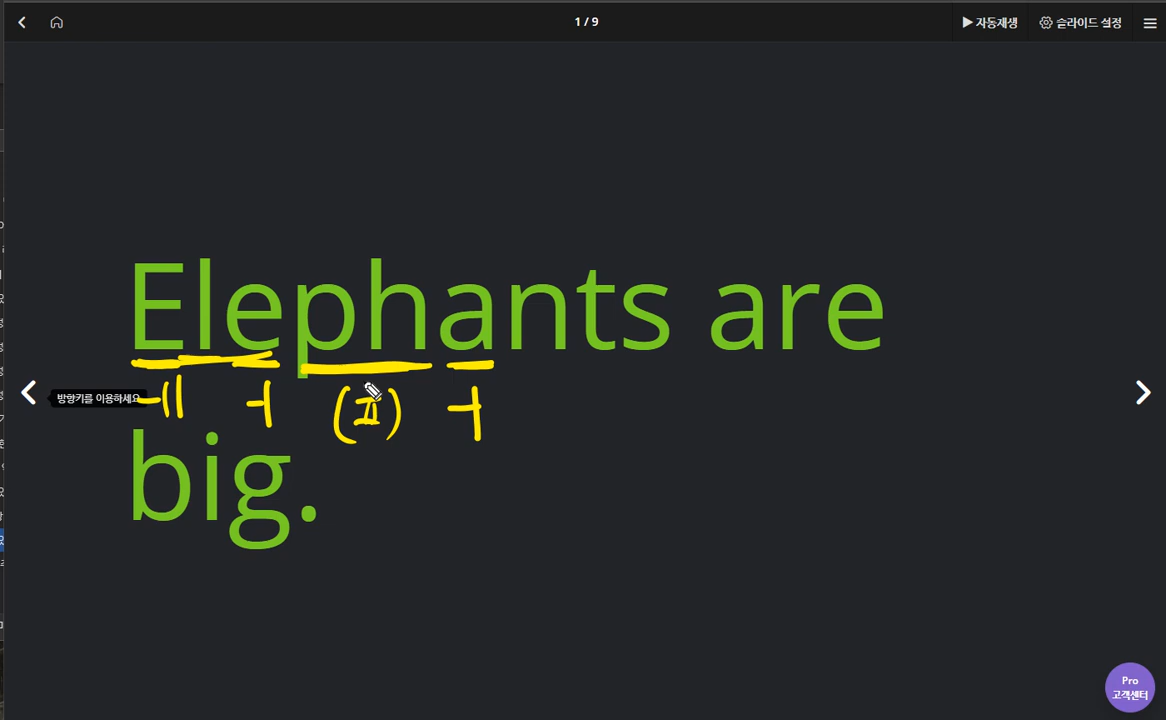 1 / 9
자동재생
슬라이드 설정
Elephants are
방향키를 이용하세요
ㅔ ㅓ (ㅍ) ㅓ
big.
Pro
고객센터